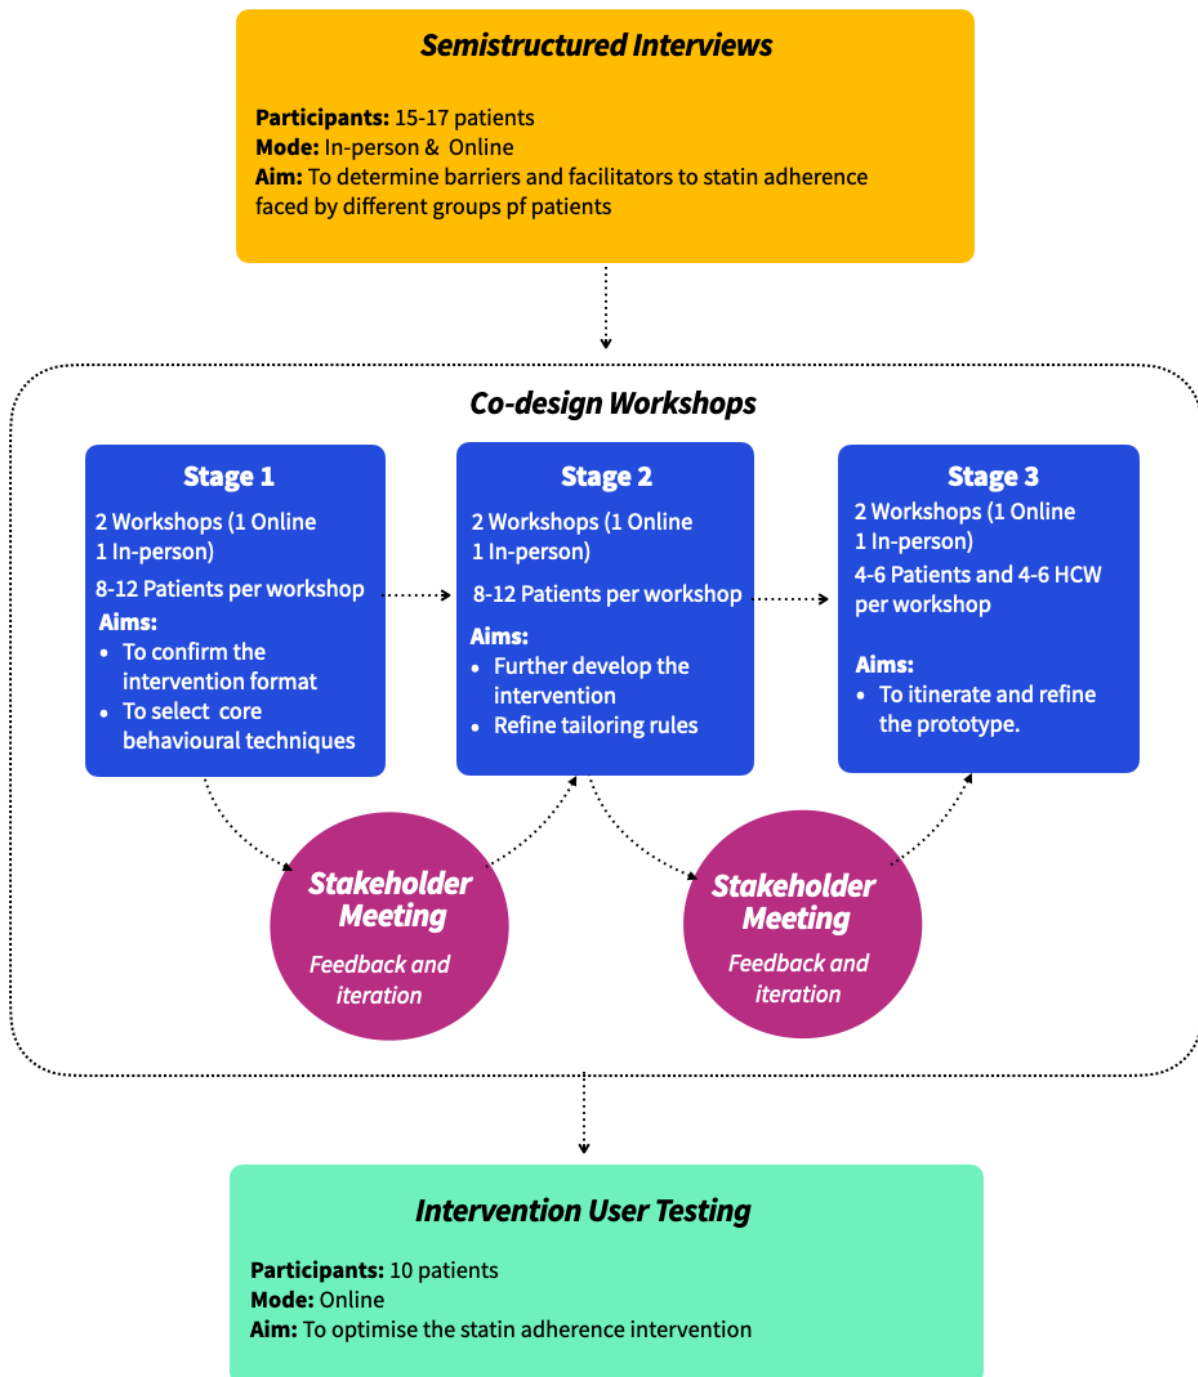 Semistructured Interviews
Participants: 15-17 patients
Mode: In-person & Online
Aim: To determine barriers and facilitators to statin adherence
faced by different groups pf patients
Co-design Workshops
Stage 1
2 Workshops (1 Online
1 In-person)
8-12 Patients per workshop
Aims:
• To confirm the
intervention format
• To select core
behavioural techniques
Stage 2
2 Workshops (1 Online
1 In-person)
8-12 Patients per workshop
Aims:
• Further develop the
intervention
• Refine tailoring rules
Stage 3
2 Workshops (1 Online
1 In-person)
4-6 Patients and 4-6 HCW
per workshop
Aims:
• To itinerate and refine
the prototype.
Stakeholder
Meeting
Feedback and
iteration
Stakeholder
Meeting
Feedback and
iteration
Intervention User Testing
Participants: 10 patients
Mode: Online
Aim: To optimise the statin adherence intervention